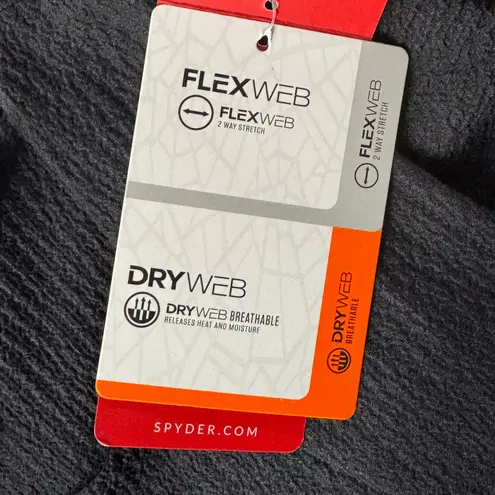 FLEXWEB
FLEXWEB
2 WAY STRETCH
FLEXWEB
2 WAY STRETCH
DRYWEB
DRYWEB BREATHABLE
RELEASES HEAT AND MOISTURE
DRYWEB
BREATHABLE
SPYDER.COM